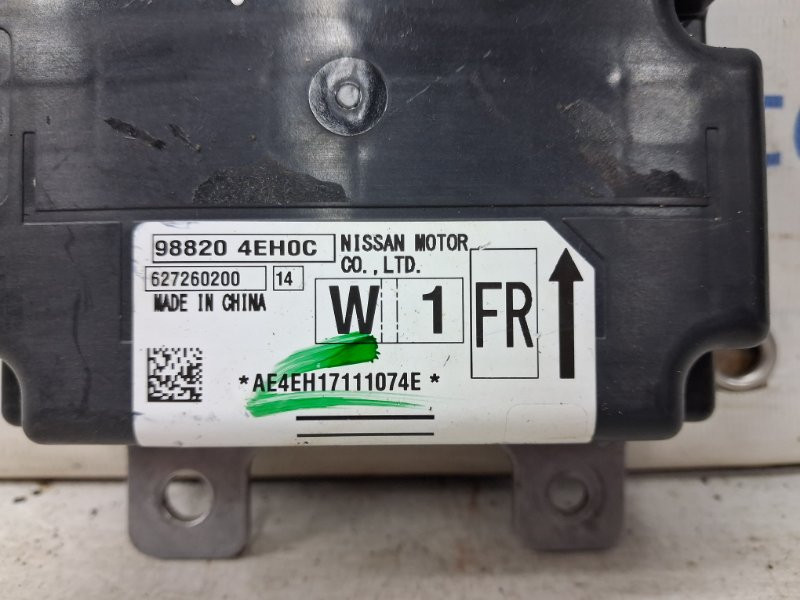 98820 4EH0C
NISSAN MOTOR
CO.,LTD.
627260200 14
MADE IN CHINA
W 1
FR
*AE4EH17111074E*